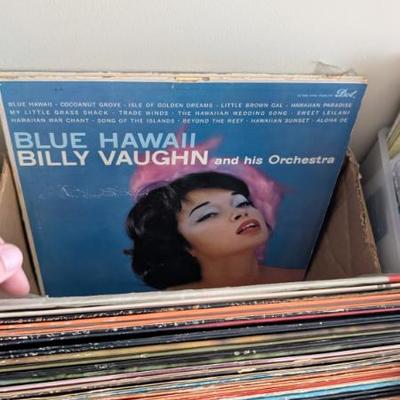 Dot
BLUE HAWAII · COCOANUT GROVE · ISLE OF GOLDEN DREAMS · LITTLE BROWN GAL · HAWAIIAN PARADISE
MY LITTLE GRASS SHACK · TRADE WINDS · THE HAWAIIAN WEDDING SONG · SWEET LEILANI
HAWAIIAN WAR CHANT · SONG OF THE ISLANDS · BEYOND THE REEF · HAWAIIAN SUNSET · ALOHA OE
BLUE HAWAII
BILLY VAUGHN and his Orchestra